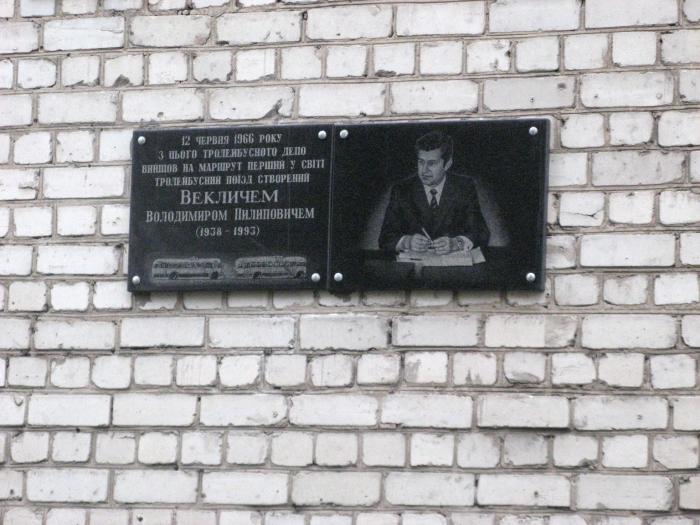 12 ЧЕРВНЯ 1966 РОКУ
З ЦЬОГО ТРОЛЕЙБУСНОГО ДЕПО
ВИЙШОВ НА МАРШРУТ ПЕРШИЙ У СВІТІ
ТРОЛЕЙБУСНИЙ ПОЇЗД СТВОРЕНИЙ
ВЕКЛИЧЕМ
ВОЛОДИМИРОМ ПИЛИПОВИЧЕМ
(1938 - 1993)